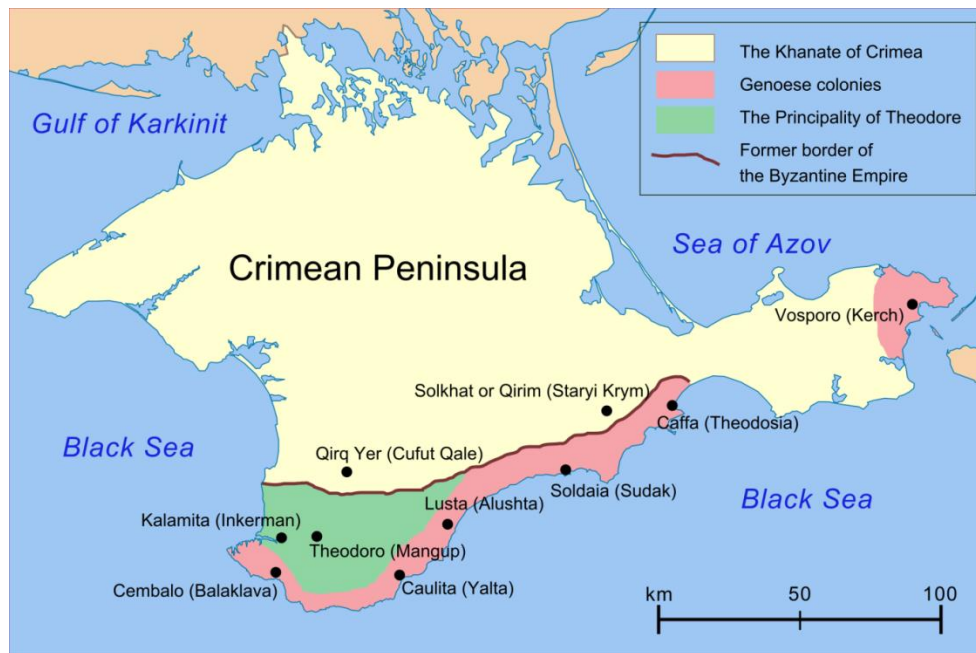 The Khanate of Crimea
Genoese colonies
The Principality of Theodore
Former border of
the Byzantine Empire
Gulf of Karkinit
Sea of Azov
Crimean Peninsula
Vosporo (Kerch)
Solkhat or Qirim (Staryi Krym)
Caffa (Theodosia)
Black Sea
Qirq Yer (Cufut Qale)
Soldaia (Sudak)
Black Sea
Lusta (Alushta)
Kalamita (Inkerman)
Theodoro (Mangup)
Cembalo (Balaklava)
Caulita (Yalta)
km 50 100